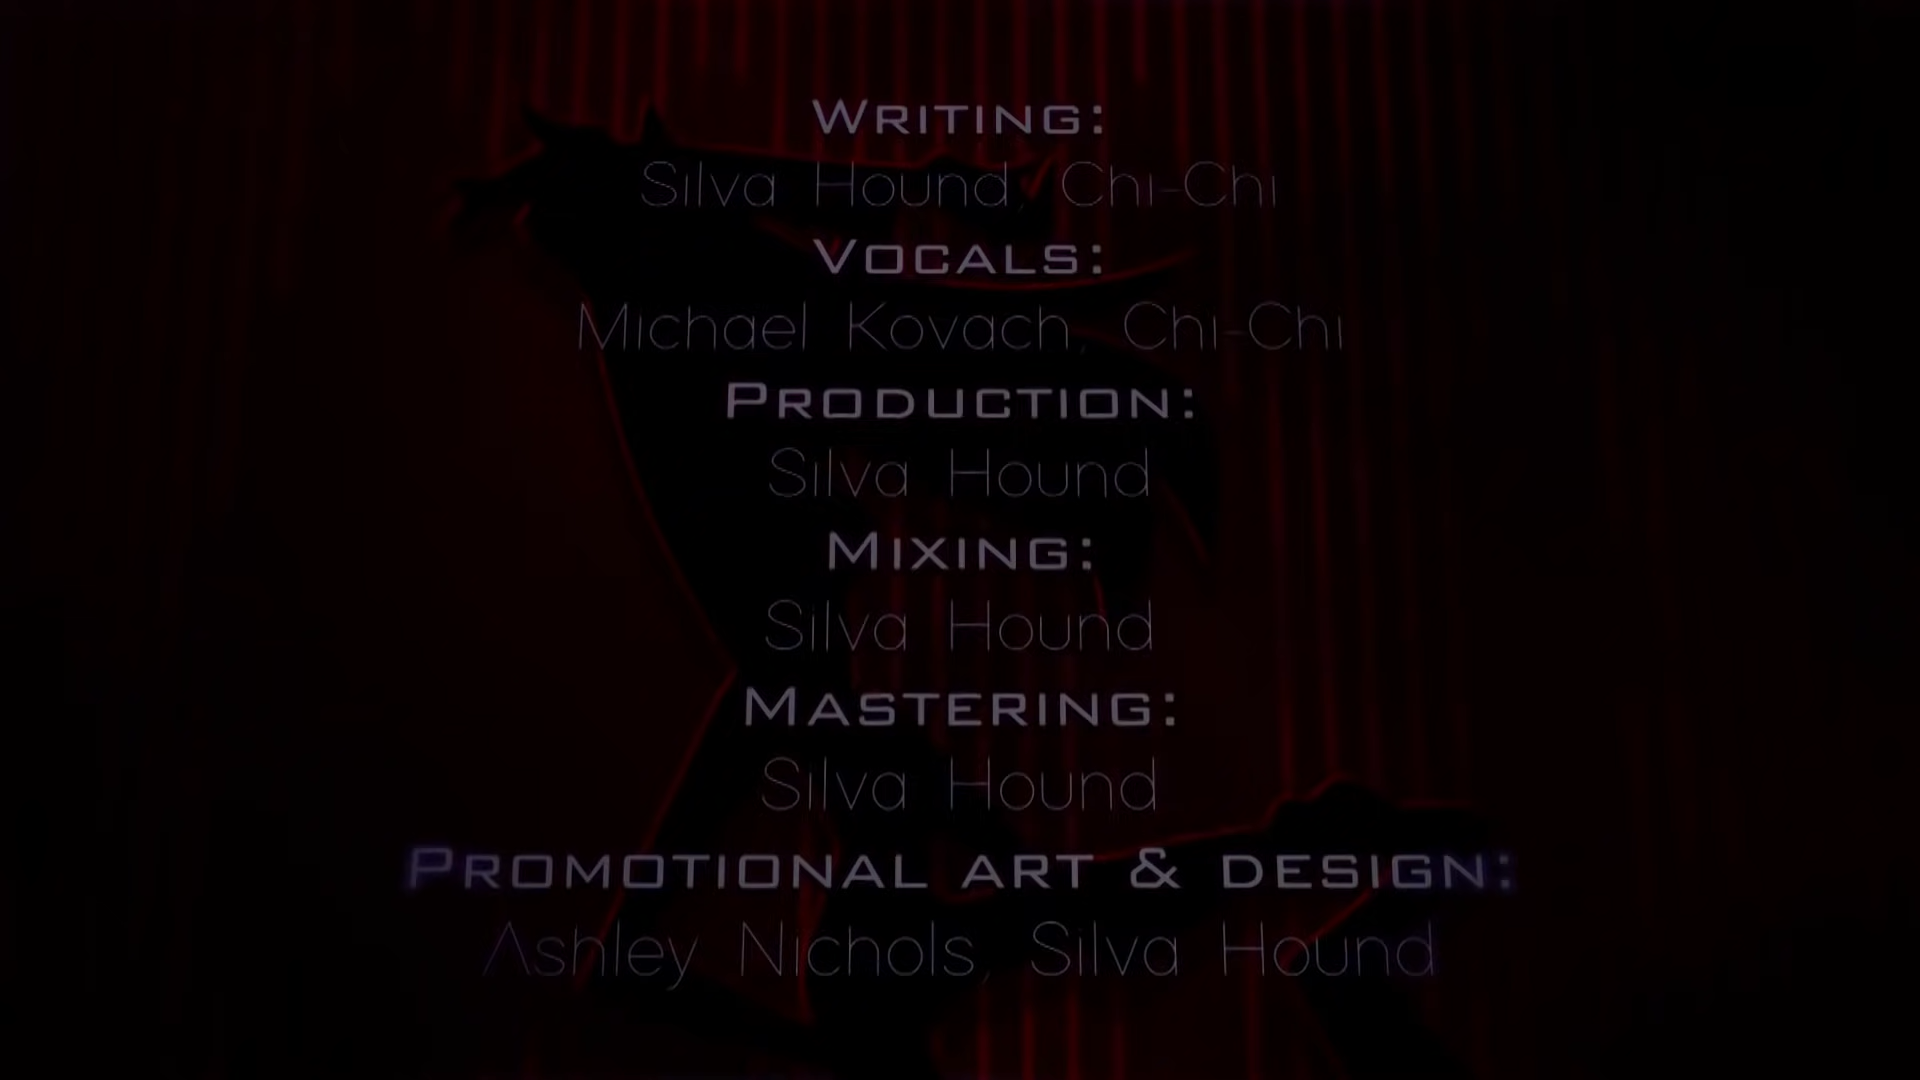 Writing:
Silva Hound, Chi-Chi
Vocals:
Michael Kovach, Chi-Chi
Production:
Silva Hound
Mixing:
Silva Hound
Mastering:
Silva Hound
Promotional art & design:
Ashley Nichols, Silva Hound